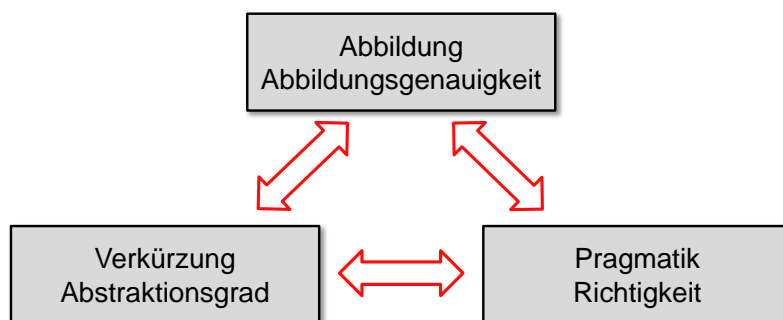 Abbildung
Abbildungsgenauigkeit
Verkürzung
Abstraktionsgrad
Pragmatik
Richtigkeit